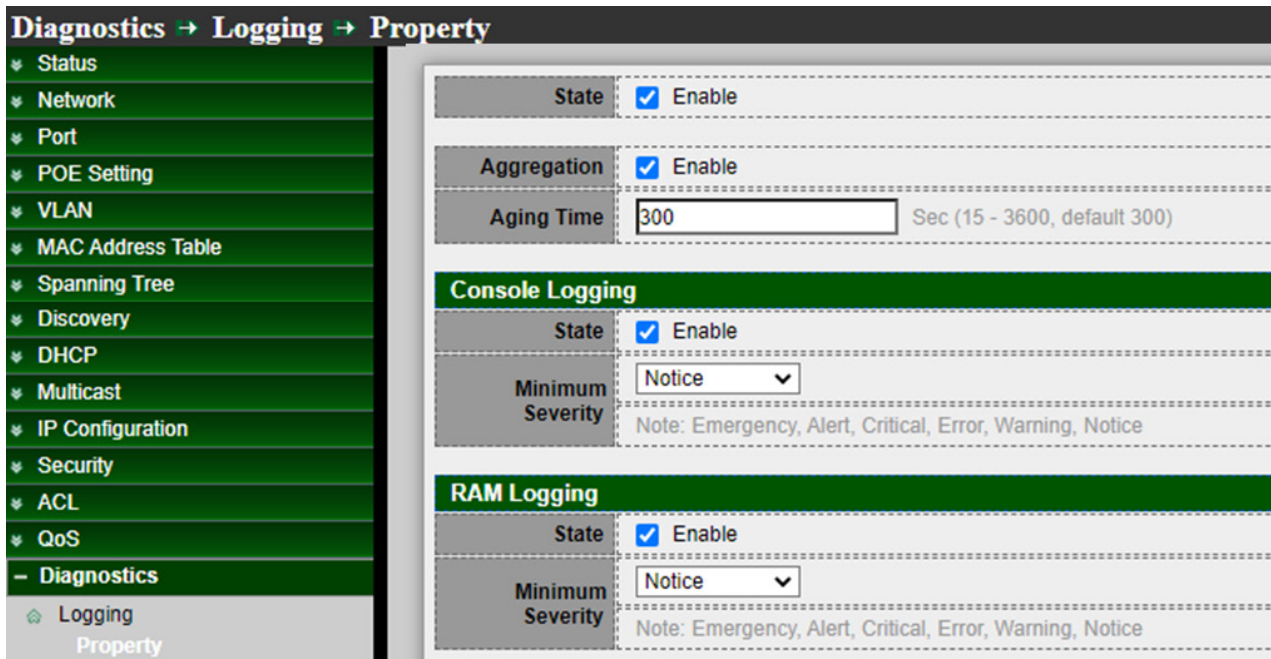 Diagnostics → Logging → Property
Status
Network
Port
POE Setting
VLAN
MAC Address Table
Spanning Tree
Discovery
DHCP
Multicast
IP Configuration
Security
ACL
QoS
Diagnostics
Logging
Property
State Enable
Aggregation Enable
Aging Time 300 Sec (15 - 3600, default 300)
Console Logging
State Enable
Minimum Severity Notice
Note: Emergency, Alert, Critical, Error, Warning, Notice
RAM Logging
State Enable
Minimum Severity Notice
Note: Emergency, Alert, Critical, Error, Warning, Notice